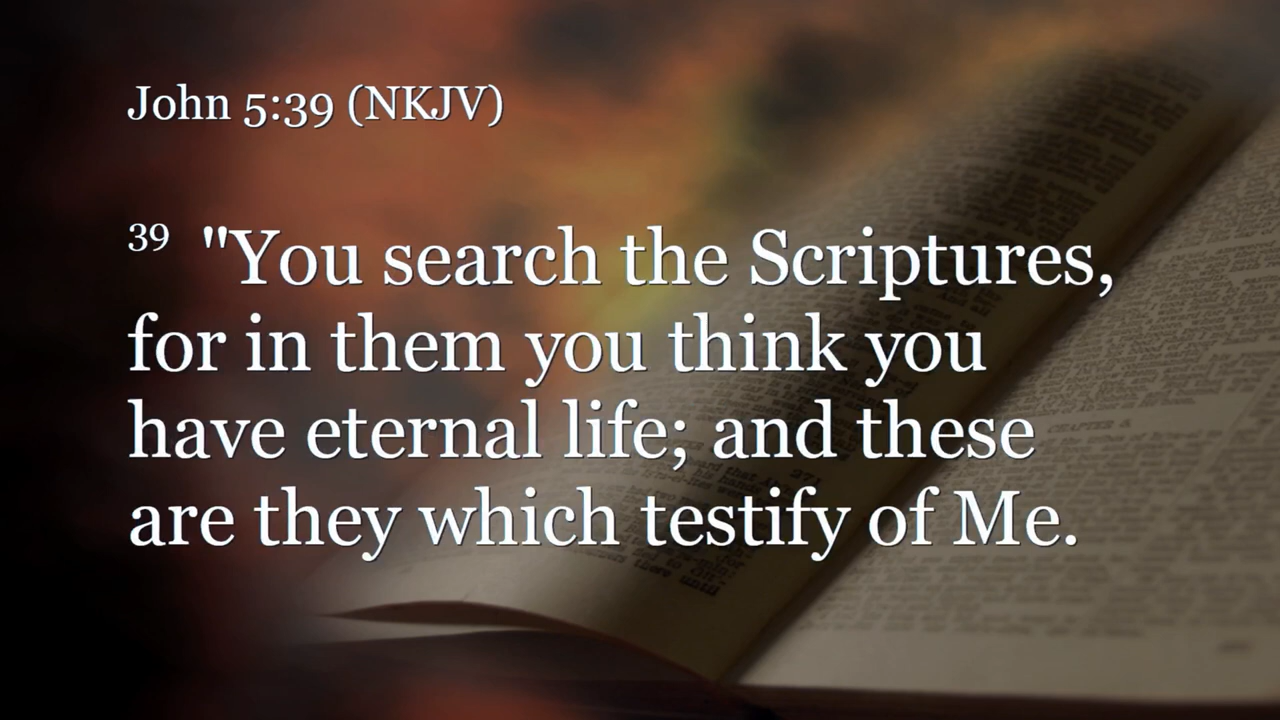 John 5:39 (NKJV)
39 "You search the Scriptures,
for in them you think you
have eternal life; and these
are they which testify of Me.